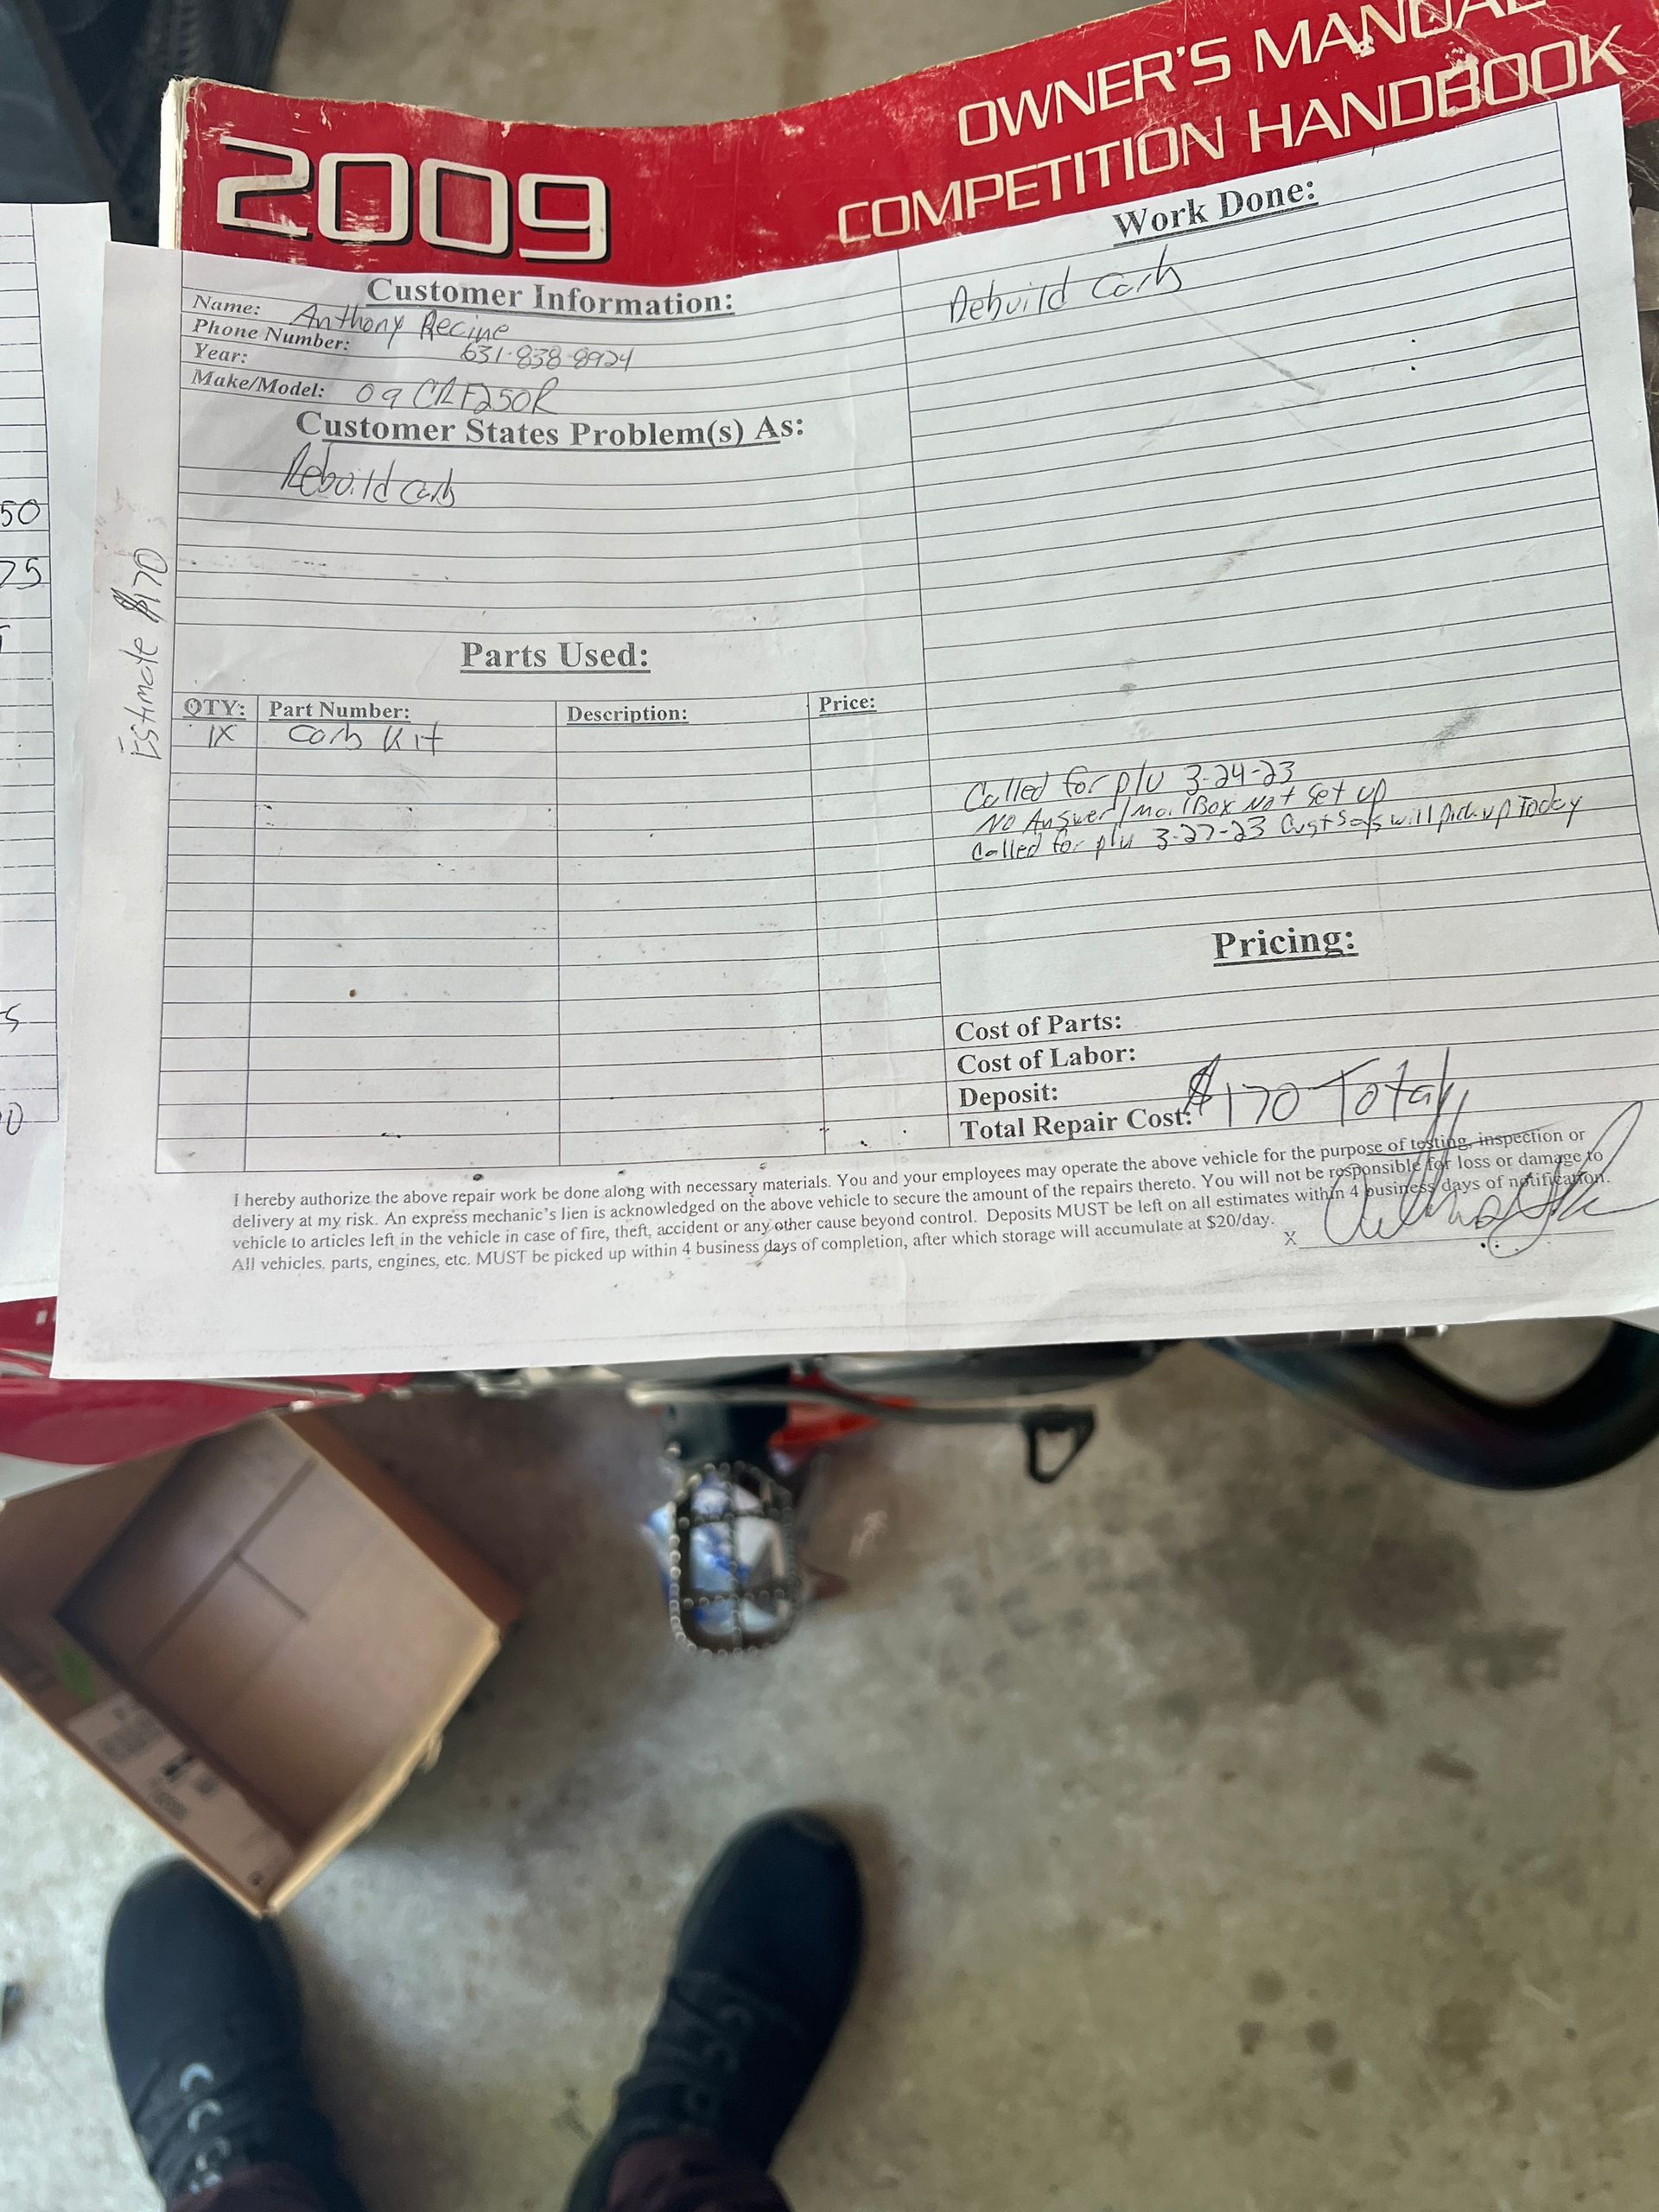 2009
OWNER'S MANUAL
COMPETITION HANDBOOK
Customer Information:
Name: Anthony Recine
Phone Number: 631-838-8924
Year:
Make/Model: 09 CRF250R
Customer States Problem(s) As:
Rebuild carb
Estimate $170
Parts Used:
QTY: Part Number: Description: Price:
1X Carb Kit
Work Done:
Rebuild Carb
Called for p/u 3-24-23
No Answer/MailBox Not Set up
Called for p/u 3-27-23 Cust Says will pick up Today
Pricing:
Cost of Parts:
Cost of Labor:
Deposit:
Total Repair Cost: $170 Total
I hereby authorize the above repair work be done along with necessary materials. You and your employees may operate the above vehicle for the purpose of testing, inspection or
delivery at my risk. An express mechanic's lien is acknowledged on the above vehicle to secure the amount of the repairs thereto. You will not be responsible for loss or damage to
vehicle to articles left in the vehicle in case of fire, theft, accident or any other cause beyond control. Deposits MUST be left on all estimates within 4 business days of notification.
All vehicles, parts, engines, etc. MUST be picked up within 4 business days of completion, after which storage will accumulate at $20/day. X
50
75
5
0